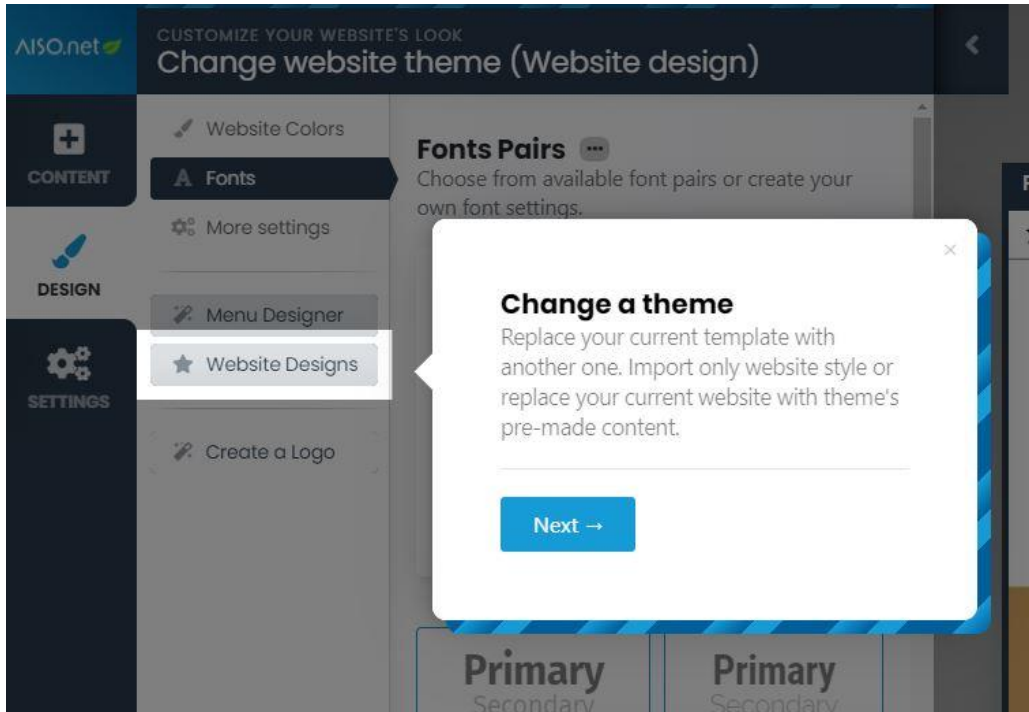 AISO.net
CUSTOMIZE YOUR WEBSITE'S LOOK
Change website theme (Website design)
CONTENT
DESIGN
SETTINGS
Website Colors
A Fonts
More settings
Menu Designer
Website Designs
Create a Logo
Fonts Pairs
Choose from available font pairs or create your
own font settings.
×
Change a theme
Replace your current template with
another one. Import only website style or
replace your current website with theme's
pre-made content.
Next →
Primary
Secondary
Primary
Secondary